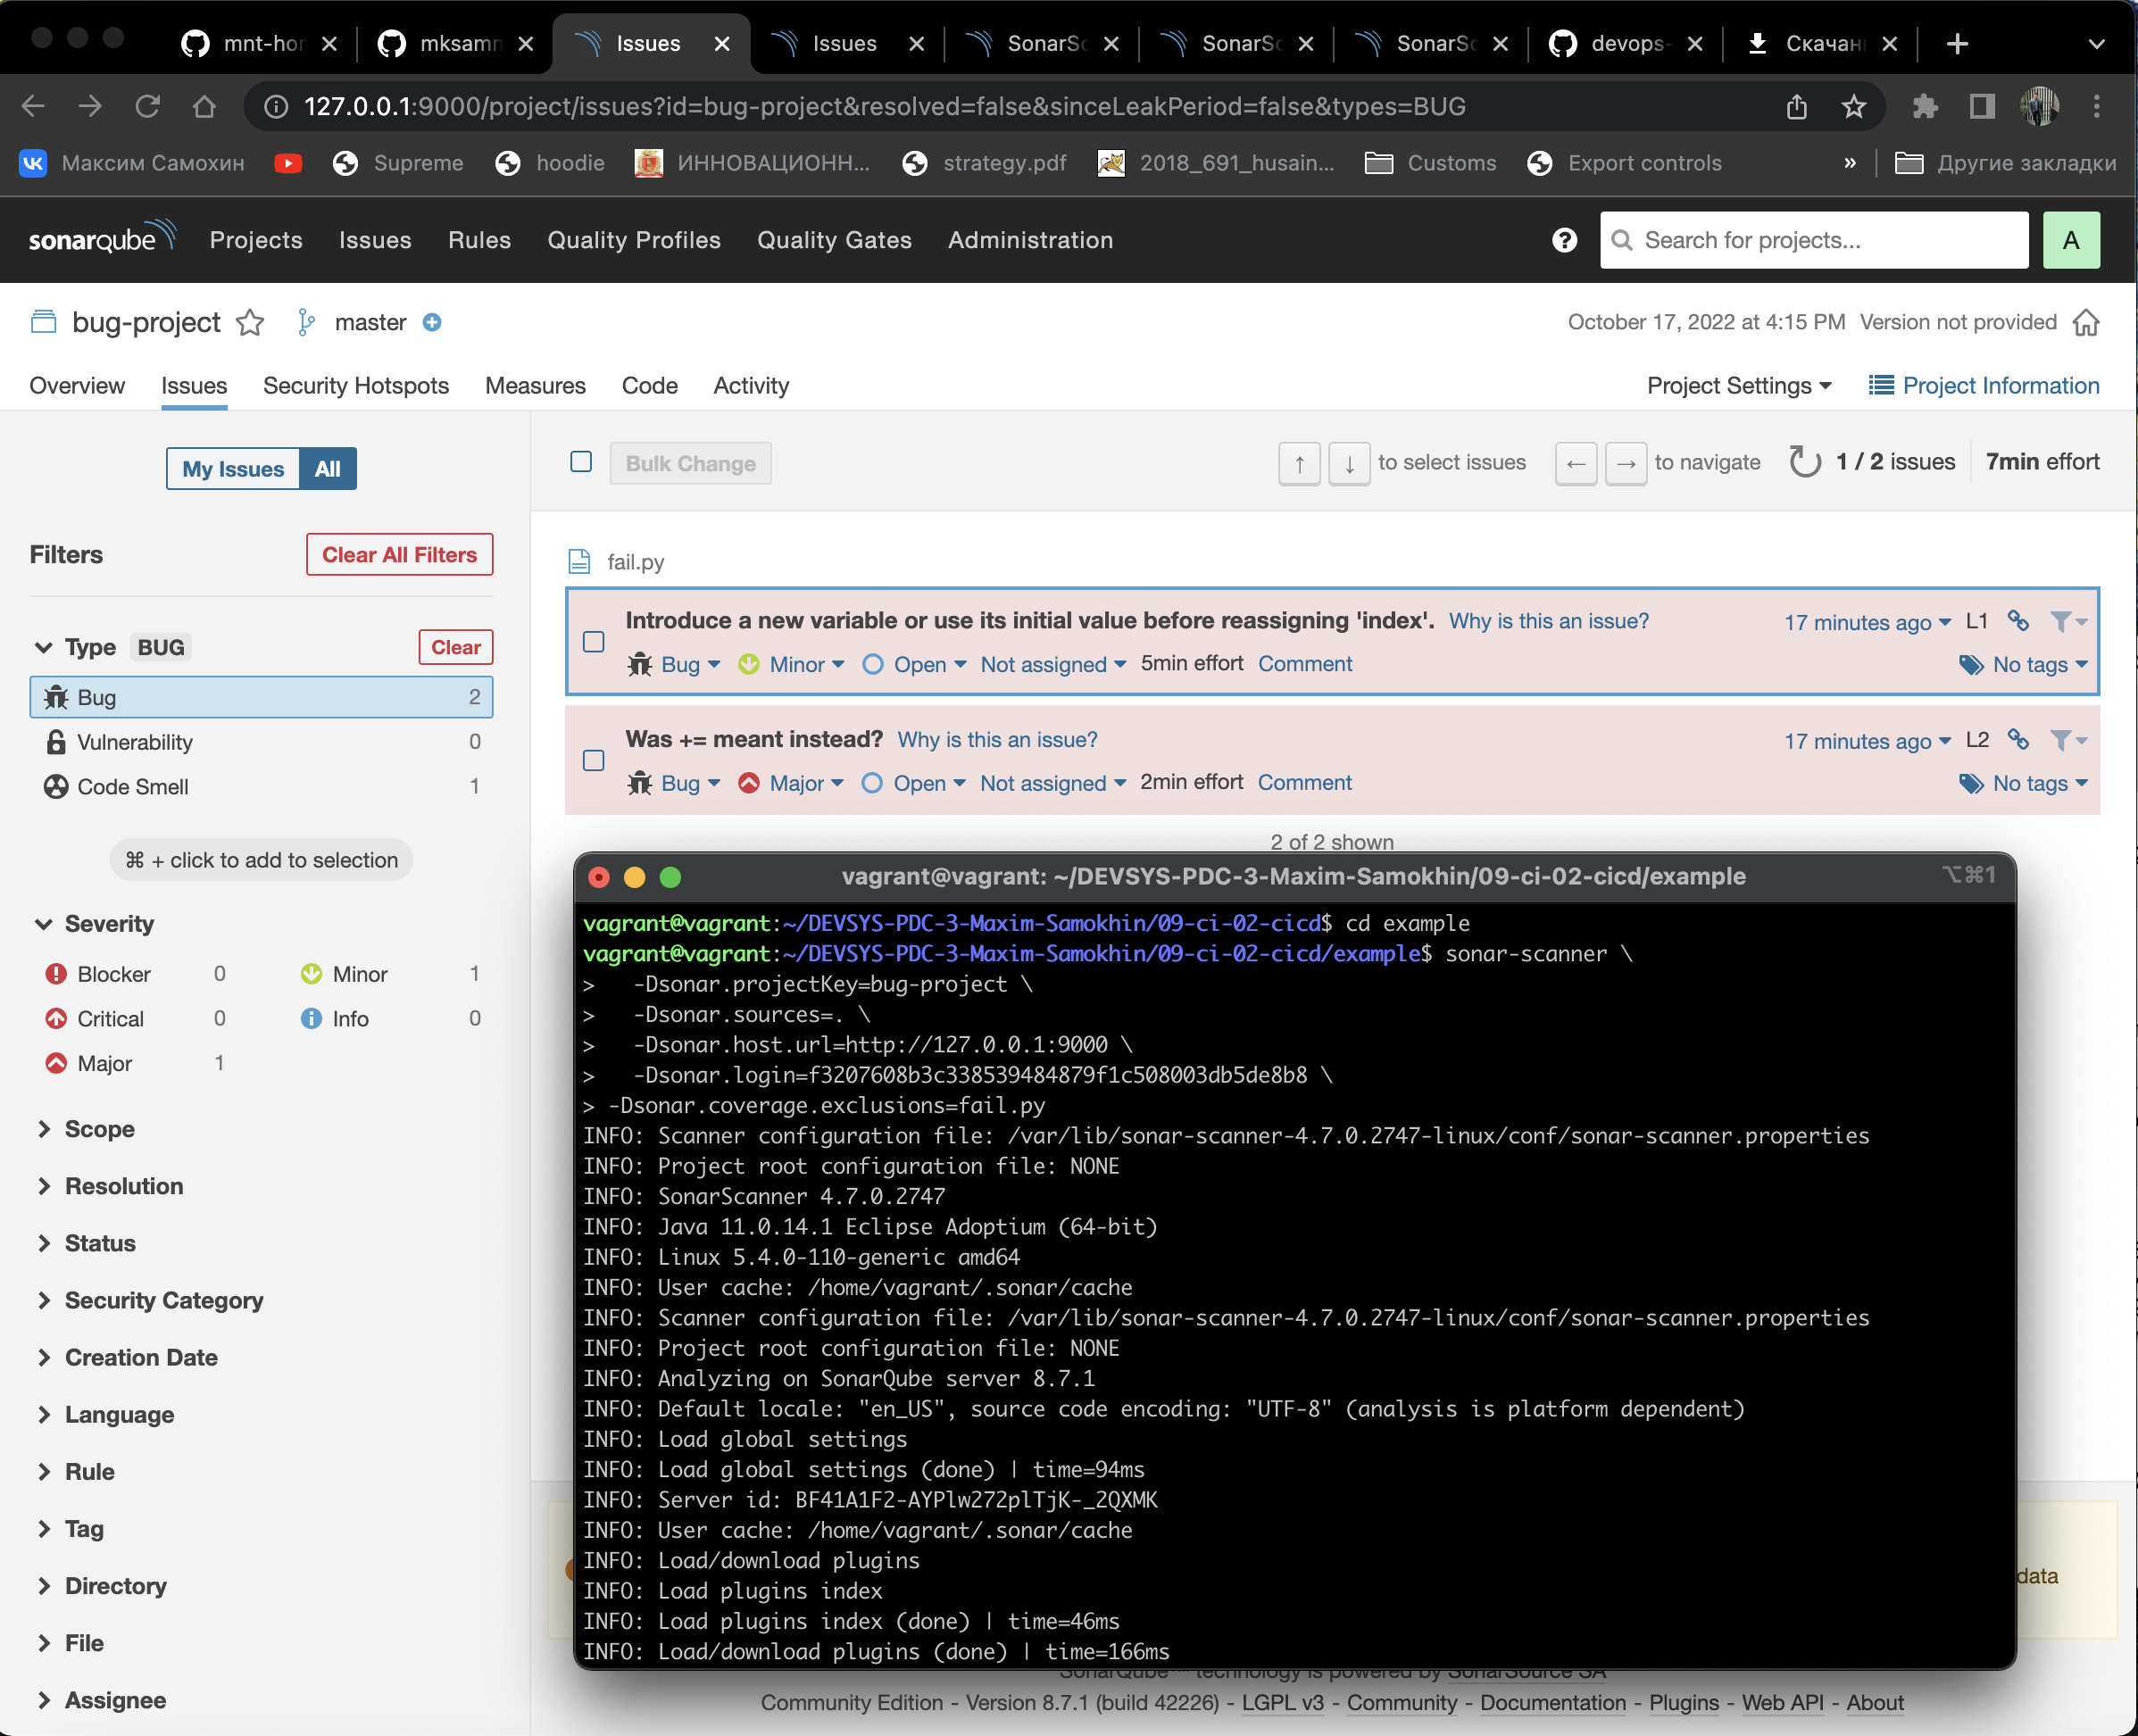 mnt-hor
mksamn
Issues
Issues
SonarSc
SonarSc
SonarSc
devops-
Скачан
127.0.0.1:9000/project/issues?id=bug-project&resolved=false&sinceLeakPeriod=false&types=BUG
Максим Самохин
Supreme
hoodie
ИННОВАЦИОНН...
strategy.pdf
2018_691_husain...
Customs
Export controls
»
Другие закладки
sonarqube
Projects
Issues
Rules
Quality Profiles
Quality Gates
Administration
Search for projects...
A
bug-project
master
October 17, 2022 at 4:15 PM Version not provided
Overview
Issues
Security Hotspots
Measures
Code
Activity
Project Settings
Project Information
My Issues
All
Bulk Change
↑ ↓ to select issues
← → to navigate
1 / 2 issues
7min effort
Filters
Clear All Filters
Type BUG
Clear
Bug 2
Vulnerability 0
Code Smell 1
⌘ + click to add to selection
Severity
Blocker 0
Minor 1
Critical 0
Info 0
Major 1
Scope
Resolution
Status
Security Category
Creation Date
Language
Rule
Tag
Directory
File
Assignee
fail.py
Introduce a new variable or use its initial value before reassigning 'index'. Why is this an issue?
17 minutes ago L1
Bug Minor Open Not assigned 5min effort Comment
No tags
Was += meant instead? Why is this an issue?
17 minutes ago L2
Bug Major Open Not assigned 2min effort Comment
No tags
2 of 2 shown
vagrant@vagrant: ~/DEVSYS-PDC-3-Maxim-Samokhin/09-ci-02-cicd/example
⌥⌘1
vagrant@vagrant:~/DEVSYS-PDC-3-Maxim-Samokhin/09-ci-02-cicd$ cd example
vagrant@vagrant:~/DEVSYS-PDC-3-Maxim-Samokhin/09-ci-02-cicd/example$ sonar-scanner \
>   -Dsonar.projectKey=bug-project \
>   -Dsonar.sources=. \
>   -Dsonar.host.url=http://127.0.0.1:9000 \
>   -Dsonar.login=f3207608b3c338539484879f1c508003db5de8b8 \
> -Dsonar.coverage.exclusions=fail.py
INFO: Scanner configuration file: /var/lib/sonar-scanner-4.7.0.2747-linux/conf/sonar-scanner.properties
INFO: Project root configuration file: NONE
INFO: SonarScanner 4.7.0.2747
INFO: Java 11.0.14.1 Eclipse Adoptium (64-bit)
INFO: Linux 5.4.0-110-generic amd64
INFO: User cache: /home/vagrant/.sonar/cache
INFO: Scanner configuration file: /var/lib/sonar-scanner-4.7.0.2747-linux/conf/sonar-scanner.properties
INFO: Project root configuration file: NONE
INFO: Analyzing on SonarQube server 8.7.1
INFO: Default locale: "en_US", source code encoding: "UTF-8" (analysis is platform dependent)
INFO: Load global settings
INFO: Load global settings (done) | time=94ms
INFO: Server id: BF41A1F2-AYPlw272plTjK-_2QXMK
INFO: User cache: /home/vagrant/.sonar/cache
INFO: Load/download plugins
INFO: Load plugins index
INFO: Load plugins index (done) | time=46ms
INFO: Load/download plugins (done) | time=166ms
data
SonarQube™ technology is powered by SonarSource SA
Community Edition - Version 8.7.1 (build 42226) - LGPL v3 - Community - Documentation - Plugins - Web API - About